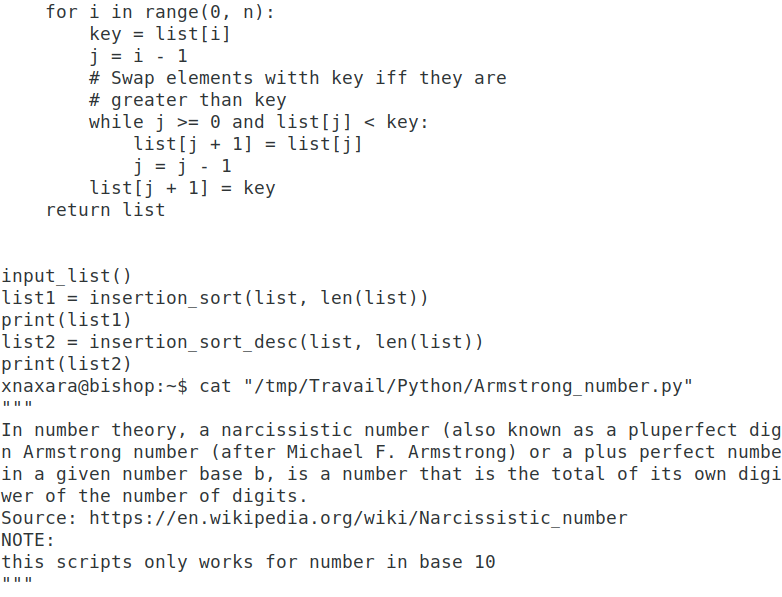 for i in range(0, n):
key = list[i]
j = i - 1
# Swap elements witth key iff they are
# greater than key
while j >= 0 and list[j] < key:
list[j + 1] = list[j]
j = j - 1
list[j + 1] = key
return list
input_list()
list1 = insertion_sort(list, len(list))
print(list1)
list2 = insertion_sort_desc(list, len(list))
print(list2)
xnaxara@bishop:~$ cat "/tmp/Travail/Python/Armstrong_number.py"
"""
In number theory, a narcissistic number (also known as a pluperfect dig
n Armstrong number (after Michael F. Armstrong) or a plus perfect numbe
in a given number base b, is a number that is the total of its own digi
wer of the number of digits.
Source: https://en.wikipedia.org/wiki/Narcissistic_number
NOTE:
this scripts only works for number in base 10
"""